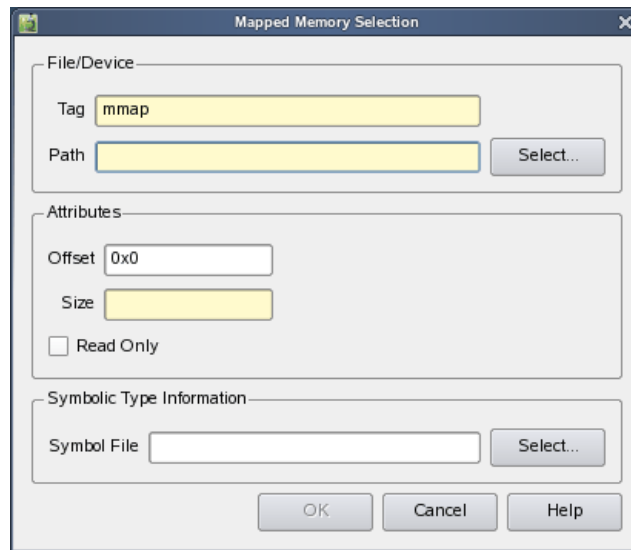 Mapped Memory Selection
File/Device
Tag mmap
Path Select...
Attributes
Offset 0x0
Size
Read Only
Symbolic Type Information
Symbol File Select...
OK Cancel Help